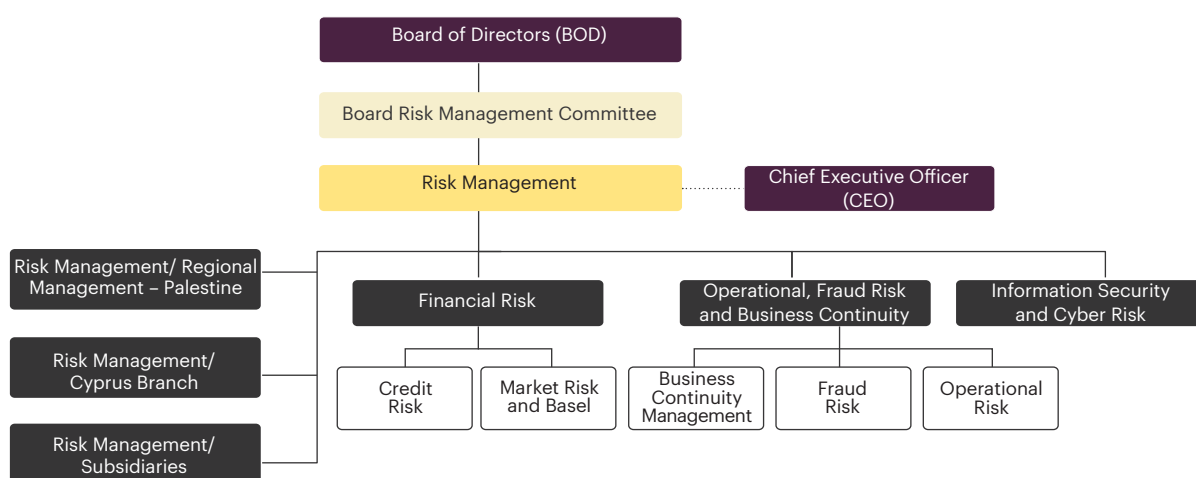 Board of Directors (BOD)
Board Risk Management Committee
Risk Management
Chief Executive Officer
(CEO)
Risk Management/ Regional
Management – Palestine
Financial Risk
Operational, Fraud Risk
and Business Continuity
Information Security
and Cyber Risk
Risk Management/
Cyprus Branch
Credit
Risk
Market Risk
and Basel
Business
Continuity
Management
Fraud
Risk
Operational
Risk
Risk Management/
Subsidiaries